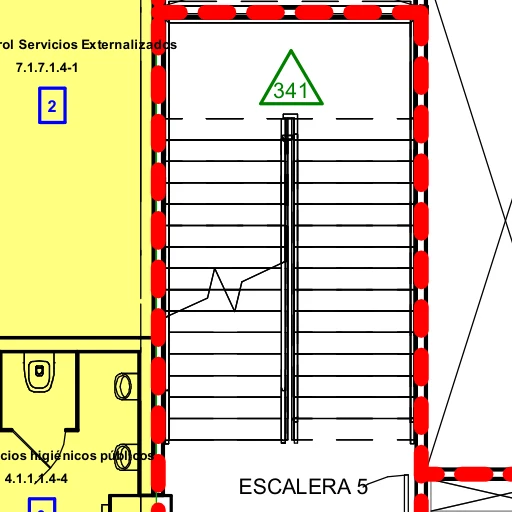 rol Servicios Externalizados
7.1.7.1.4-1
2
341
cios higiénicos públicos
4.1.1.1.4-4
ESCALERA 5